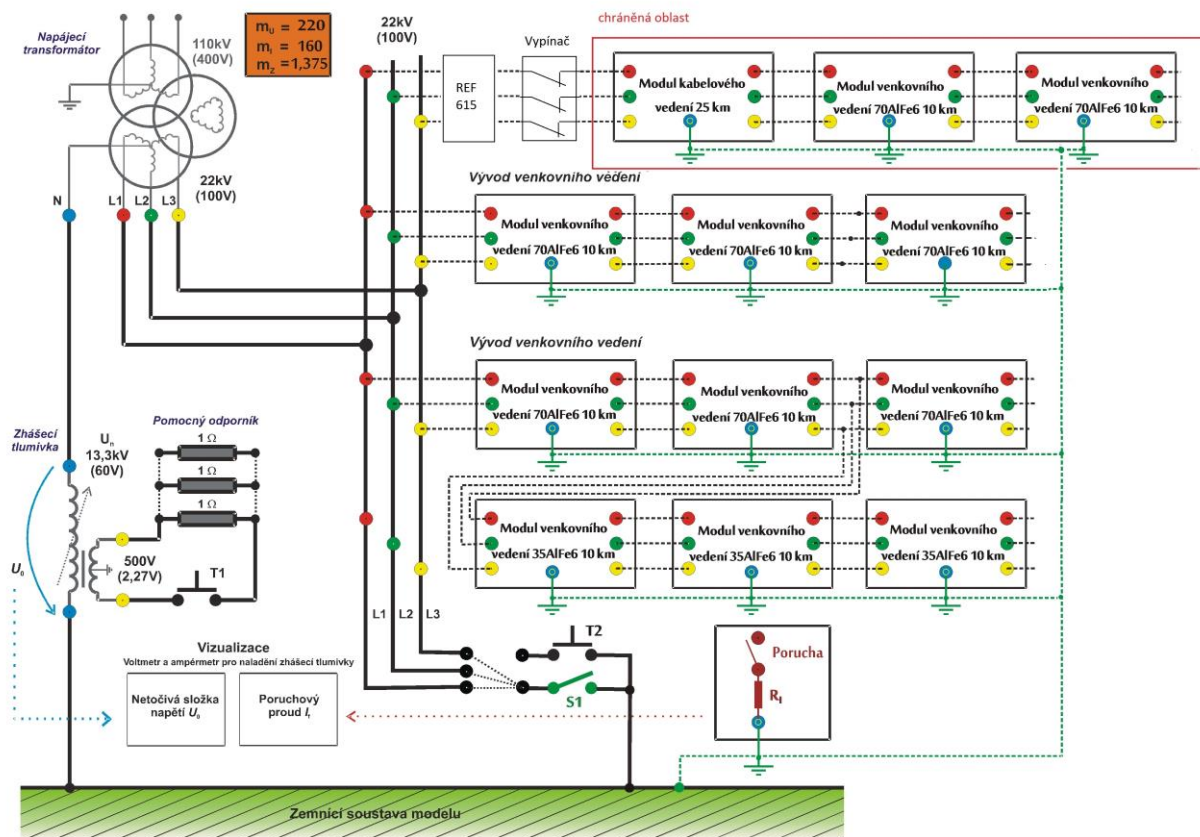 Napájecí
transformátor
110kV
(400V)
m_U = 220
m_I = 160
m_Z = 1,375
22kV
(100V)
N
L1
L2
L3
22kV
(100V)
REF
615
Vypínač
chráněná oblast
Modul kabelového
vedení 25 km
Modul venkovního
vedení 70AlFe6 10 km
Modul venkovního
vedení 70AlFe6 10 km
Vývod venkovního vedení
Modul venkovního
vedení 70AlFe6 10 km
Modul venkovního
vedení 70AlFe6 10 km
Modul venkovního
vedení 70AlFe6 10 km
Vývod venkovního vedení
Modul venkovního
vedení 70AlFe6 10 km
Modul venkovního
vedení 70AlFe6 10 km
Modul venkovního
vedení 70AlFe6 10 km
Modul venkovního
vedení 35AlFe6 10 km
Modul venkovního
vedení 35AlFe6 10 km
Modul venkovního
vedení 35AlFe6 10 km
Zhášecí
tlumivka
U_n
13,3kV
(60V)
Pomocný odporník
1 Ω
1 Ω
1 Ω
500V
(2,27V)
T1
U_0
L1
L2
L3
T2
S1
Vizualizace
Voltmetr a ampérmetr pro naladění zhášecí tlumivky
Netočivá složka
napětí U_0
Poruchový
proud I_f
Porucha
R_f
Zemnící soustava modelu